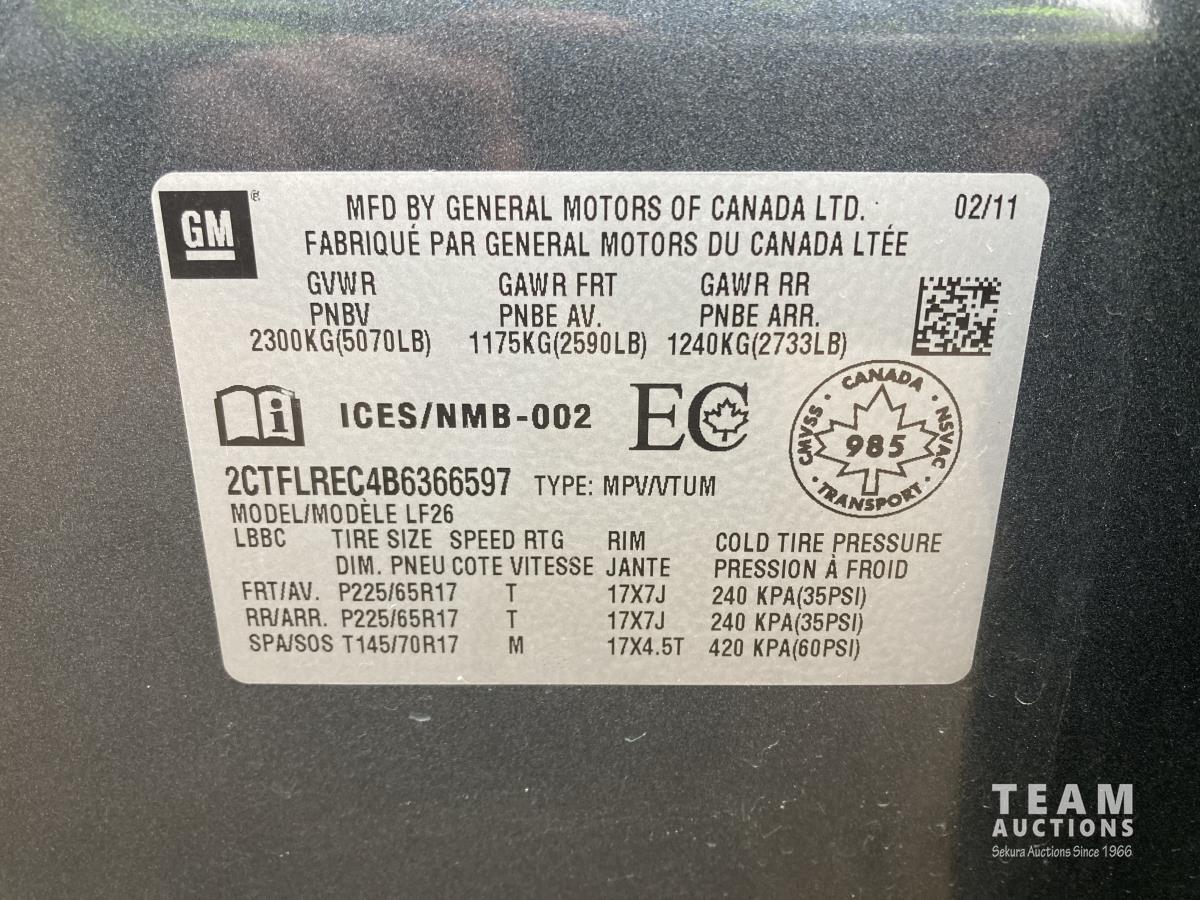 GM
MFD BY GENERAL MOTORS OF CANADA LTD. 02/11
FABRIQUÉ PAR GENERAL MOTORS DU CANADA LTÉE
GVWR GAWR FRT GAWR RR
PNBV PNBE AV. PNBE ARR.
2300KG(5070LB) 1175KG(2590LB) 1240KG(2733LB)
i ICES/NMB-002 EC
CANADA
CMVSS 985 NSVAC
TRANSPORT
2CTFLREC4B6366597 TYPE: MPV/VTUM
MODEL/MODÈLE LF26
LBBC TIRE SIZE SPEED RTG RIM COLD TIRE PRESSURE
DIM. PNEU COTE VITESSE JANTE PRESSION À FROID
FRT/AV. P225/65R17 T 17X7J 240 KPA(35PSI)
RR/ARR. P225/65R17 T 17X7J 240 KPA(35PSI)
SPA/SOS T145/70R17 M 17X4.5T 420 KPA(60PSI)
TEAM
AUCTIONS
Sekura Auctions Since 1966